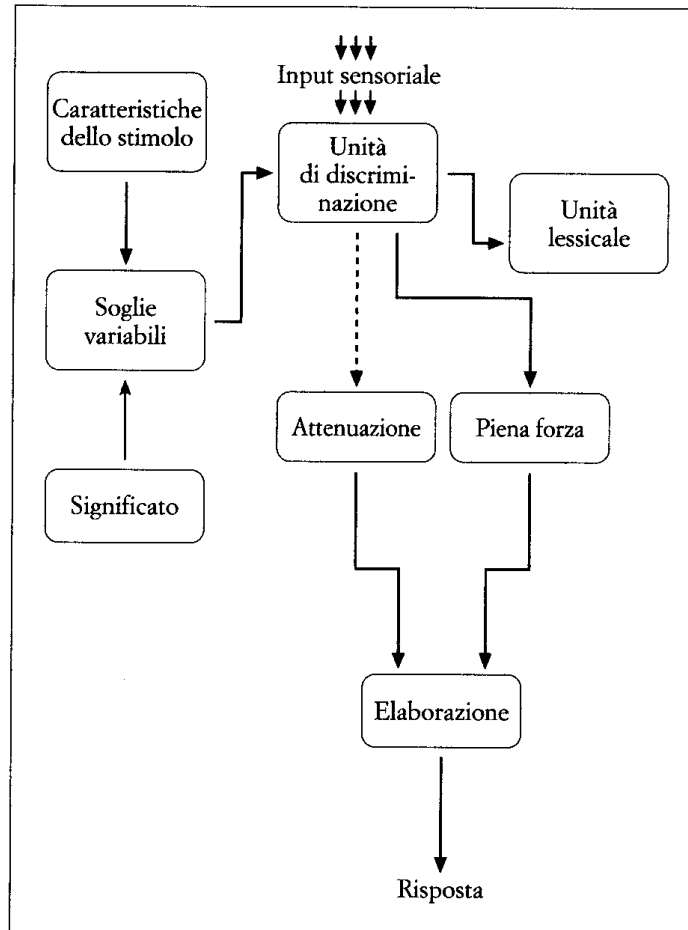 Input sensoriale
Caratteristiche
dello stimolo
Unità
di discrimi-
nazione
Unità
lessicale
Soglie
variabili
Attenuazione
Piena forza
Significato
Elaborazione
Risposta